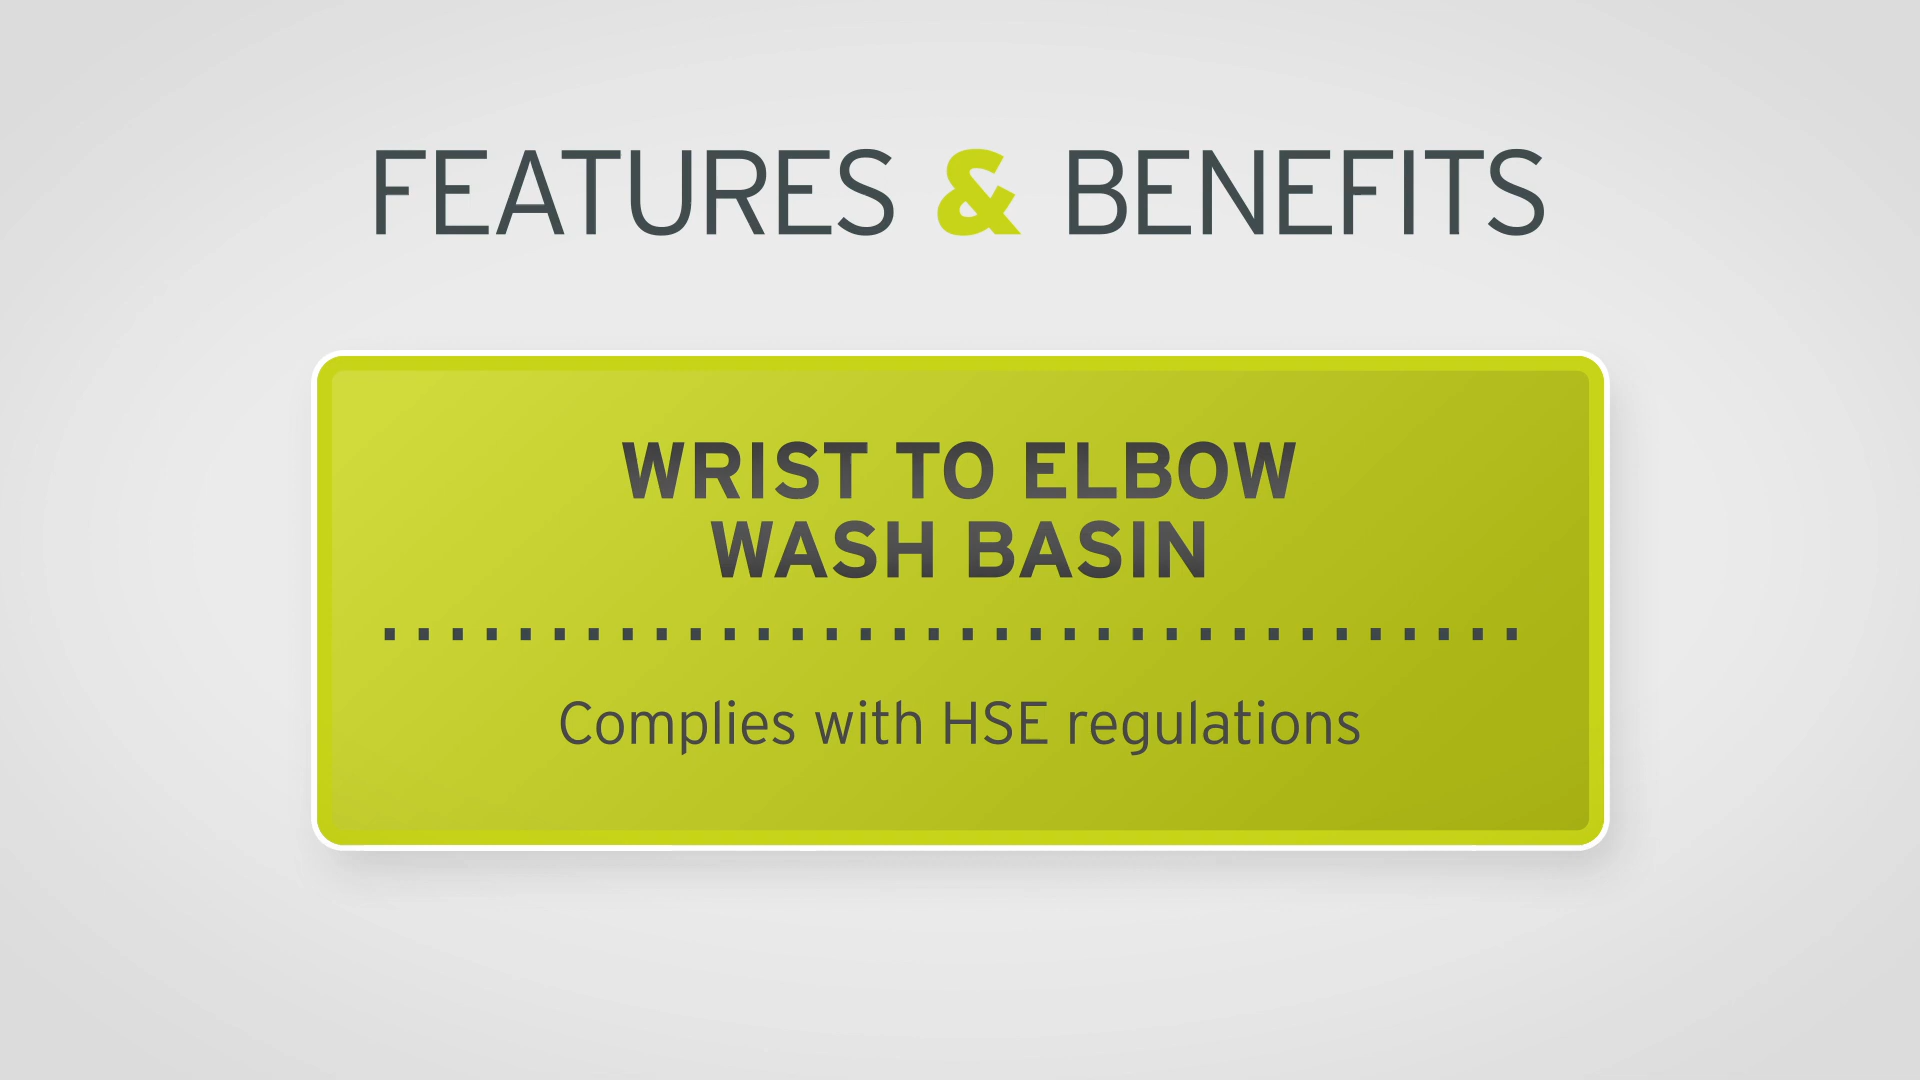 FEATURES & BENEFITS
WRIST TO ELBOW
WASH BASIN
Complies with HSE regulations